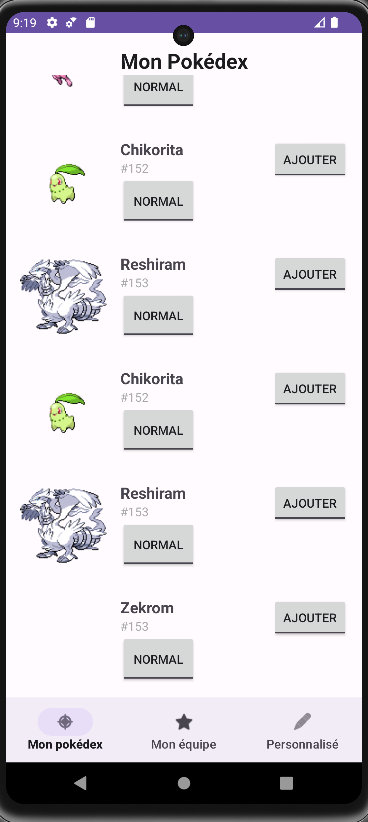 9:19
Mon Pokédex
NORMAL
Chikorita
AJOUTER
#152
NORMAL
Reshiram
AJOUTER
#153
NORMAL
Chikorita
AJOUTER
#152
NORMAL
Reshiram
AJOUTER
#153
NORMAL
Zekrom
AJOUTER
#153
NORMAL
Mon pokédex
Mon équipe
Personnalisé